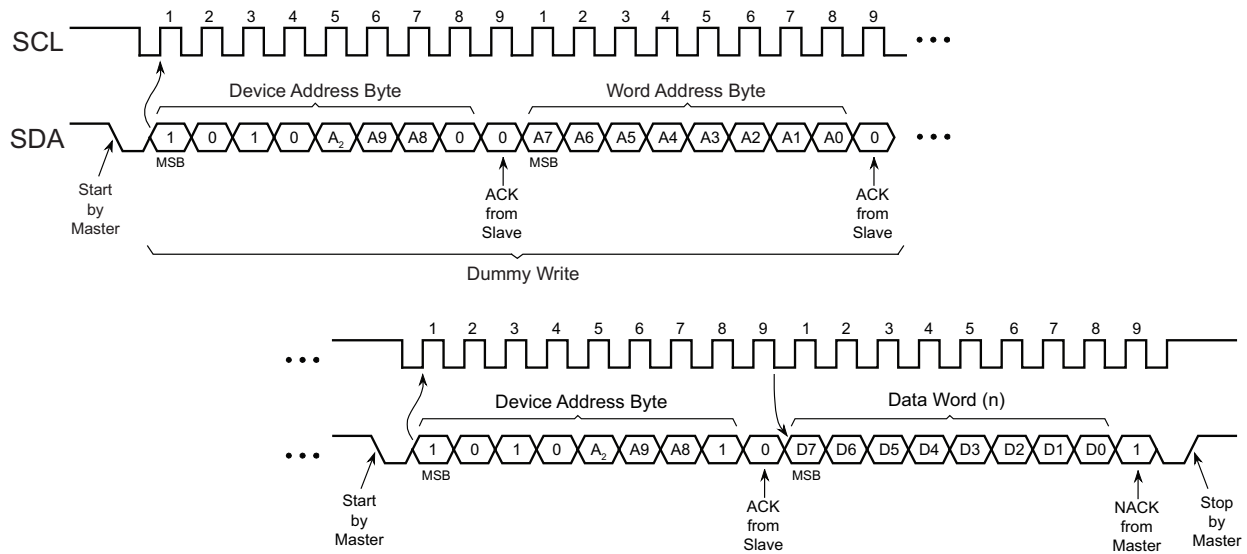 1 2 3 4 5 6 7 8 9 1 2 3 4 5 6 7 8 9
SCL
Device Address Byte Word Address Byte
SDA 1 0 1 0 A2 A9 A8 0 0 A7 A6 A5 A4 A3 A2 A1 A0 0
MSB MSB
Start by Master
ACK from Slave
ACK from Slave
Dummy Write
1 2 3 4 5 6 7 8 9 1 2 3 4 5 6 7 8 9
Device Address Byte Data Word (n)
1 0 1 0 A2 A9 A8 1 0 D7 D6 D5 D4 D3 D2 D1 D0 1
MSB MSB
Start by Master
ACK from Slave
NACK from Master
Stop by Master